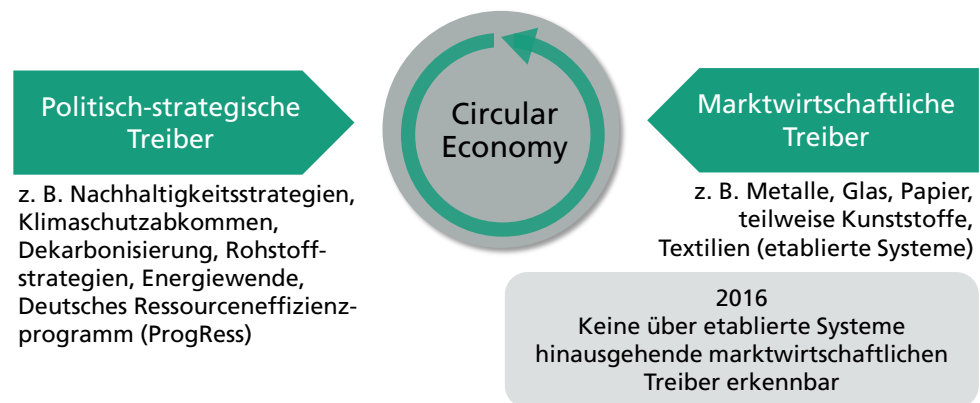 Politisch-strategische
Treiber
z. B. Nachhaltigkeitsstrategien,
Klimaschutzabkommen,
Dekarbonisierung, Rohstoff-
strategien, Energiewende,
Deutsches Ressourceneffizienz-
programm (ProgRess)
Circular
Economy
Marktwirtschaftliche
Treiber
z. B. Metalle, Glas, Papier,
teilweise Kunststoffe,
Textilien (etablierte Systeme)
2016
Keine über etablierte Systeme
hinausgehende marktwirtschaftlichen
Treiber erkennbar